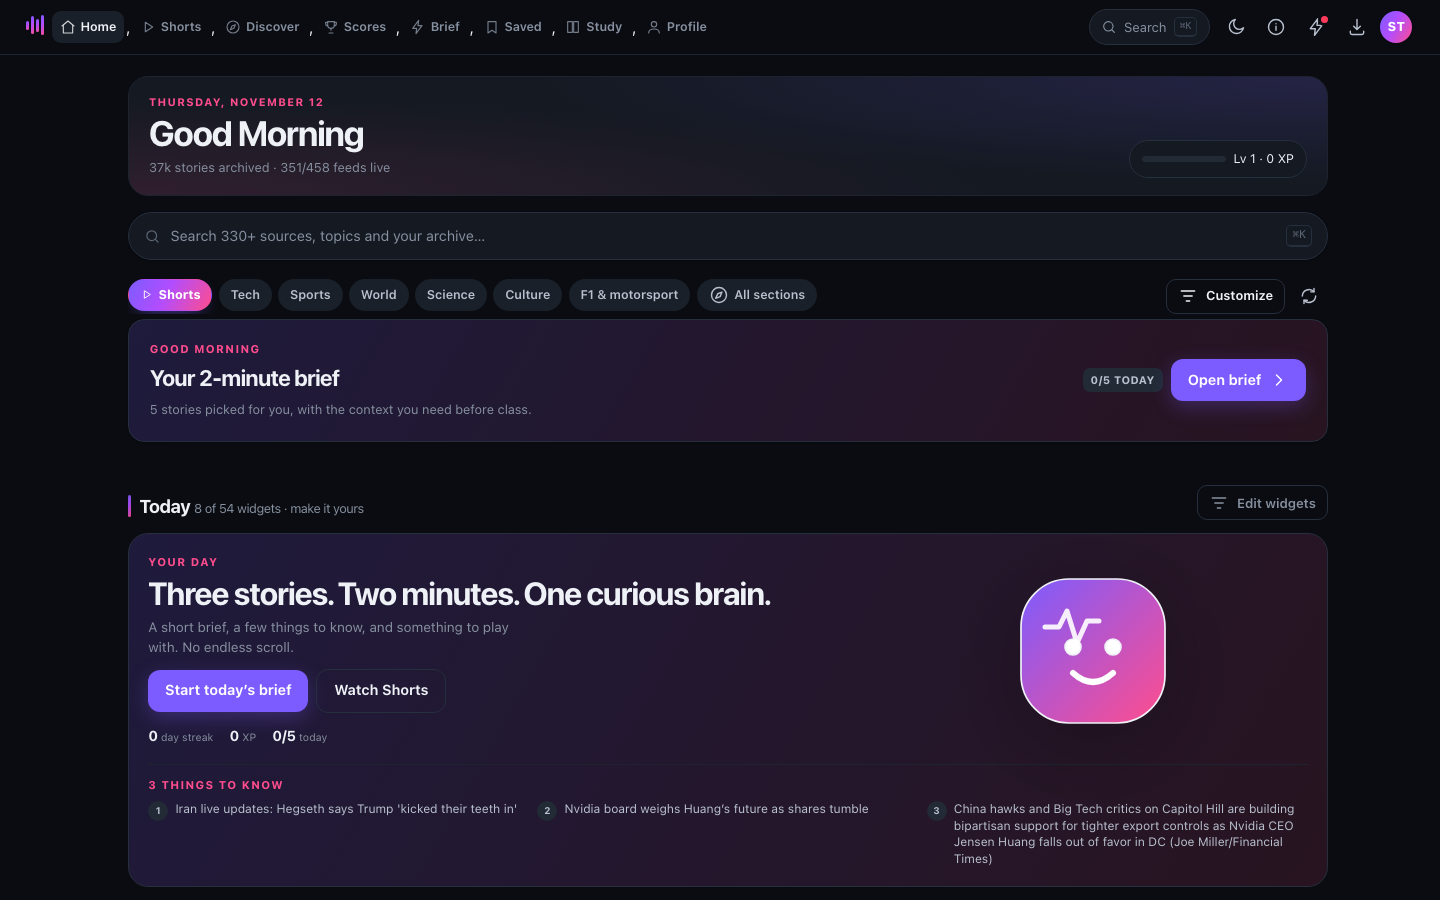 Home , Shorts , Discover , Scores , Brief , Saved , Study , Profile
Search ⌘K
ST
THURSDAY, NOVEMBER 12
Good Morning
37k stories archived · 351/458 feeds live
Lv 1 · 0 XP
Search 330+ sources, topics and your archive... ⌘K
Shorts Tech Sports World Science Culture F1 & motorsport All sections Customize
GOOD MORNING
Your 2-minute brief
5 stories picked for you, with the context you need before class.
0/5 TODAY Open brief
Today 8 of 54 widgets · make it yours Edit widgets
YOUR DAY
Three stories. Two minutes. One curious brain.
A short brief, a few things to know, and something to play
with. No endless scroll.
Start today's brief Watch Shorts
0 day streak 0 XP 0/5 today
3 THINGS TO KNOW
1 Iran live updates: Hegseth says Trump 'kicked their teeth in'
2 Nvidia board weighs Huang's future as shares tumble
3 China hawks and Big Tech critics on Capitol Hill are building
bipartisan support for tighter export controls as Nvidia CEO
Jensen Huang falls out of favor in DC (Joe Miller/Financial
Times)